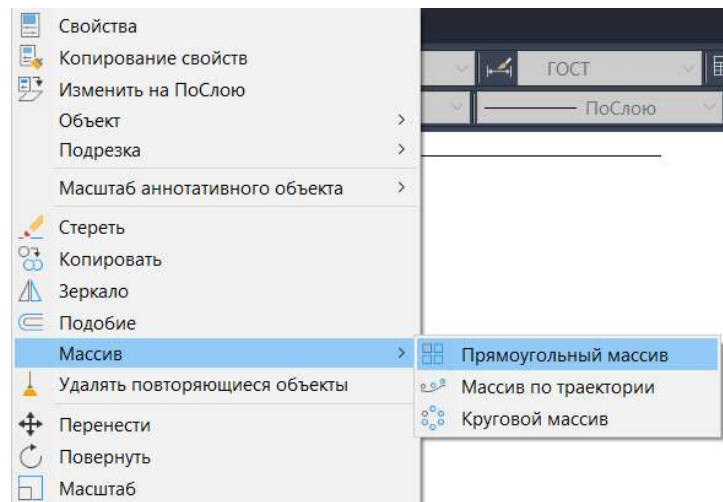 Свойства
Копирование свойств
Изменить на ПоСлою
Объект
Подрезка
Масштаб аннотативного объекта
Стереть
Копировать
Зеркало
Подобие
Массив
Удалять повторяющиеся объекты
Перенести
Повернуть
Масштаб
ГОСТ
ПоСлою
Прямоугольный массив
Массив по траектории
Круговой массив